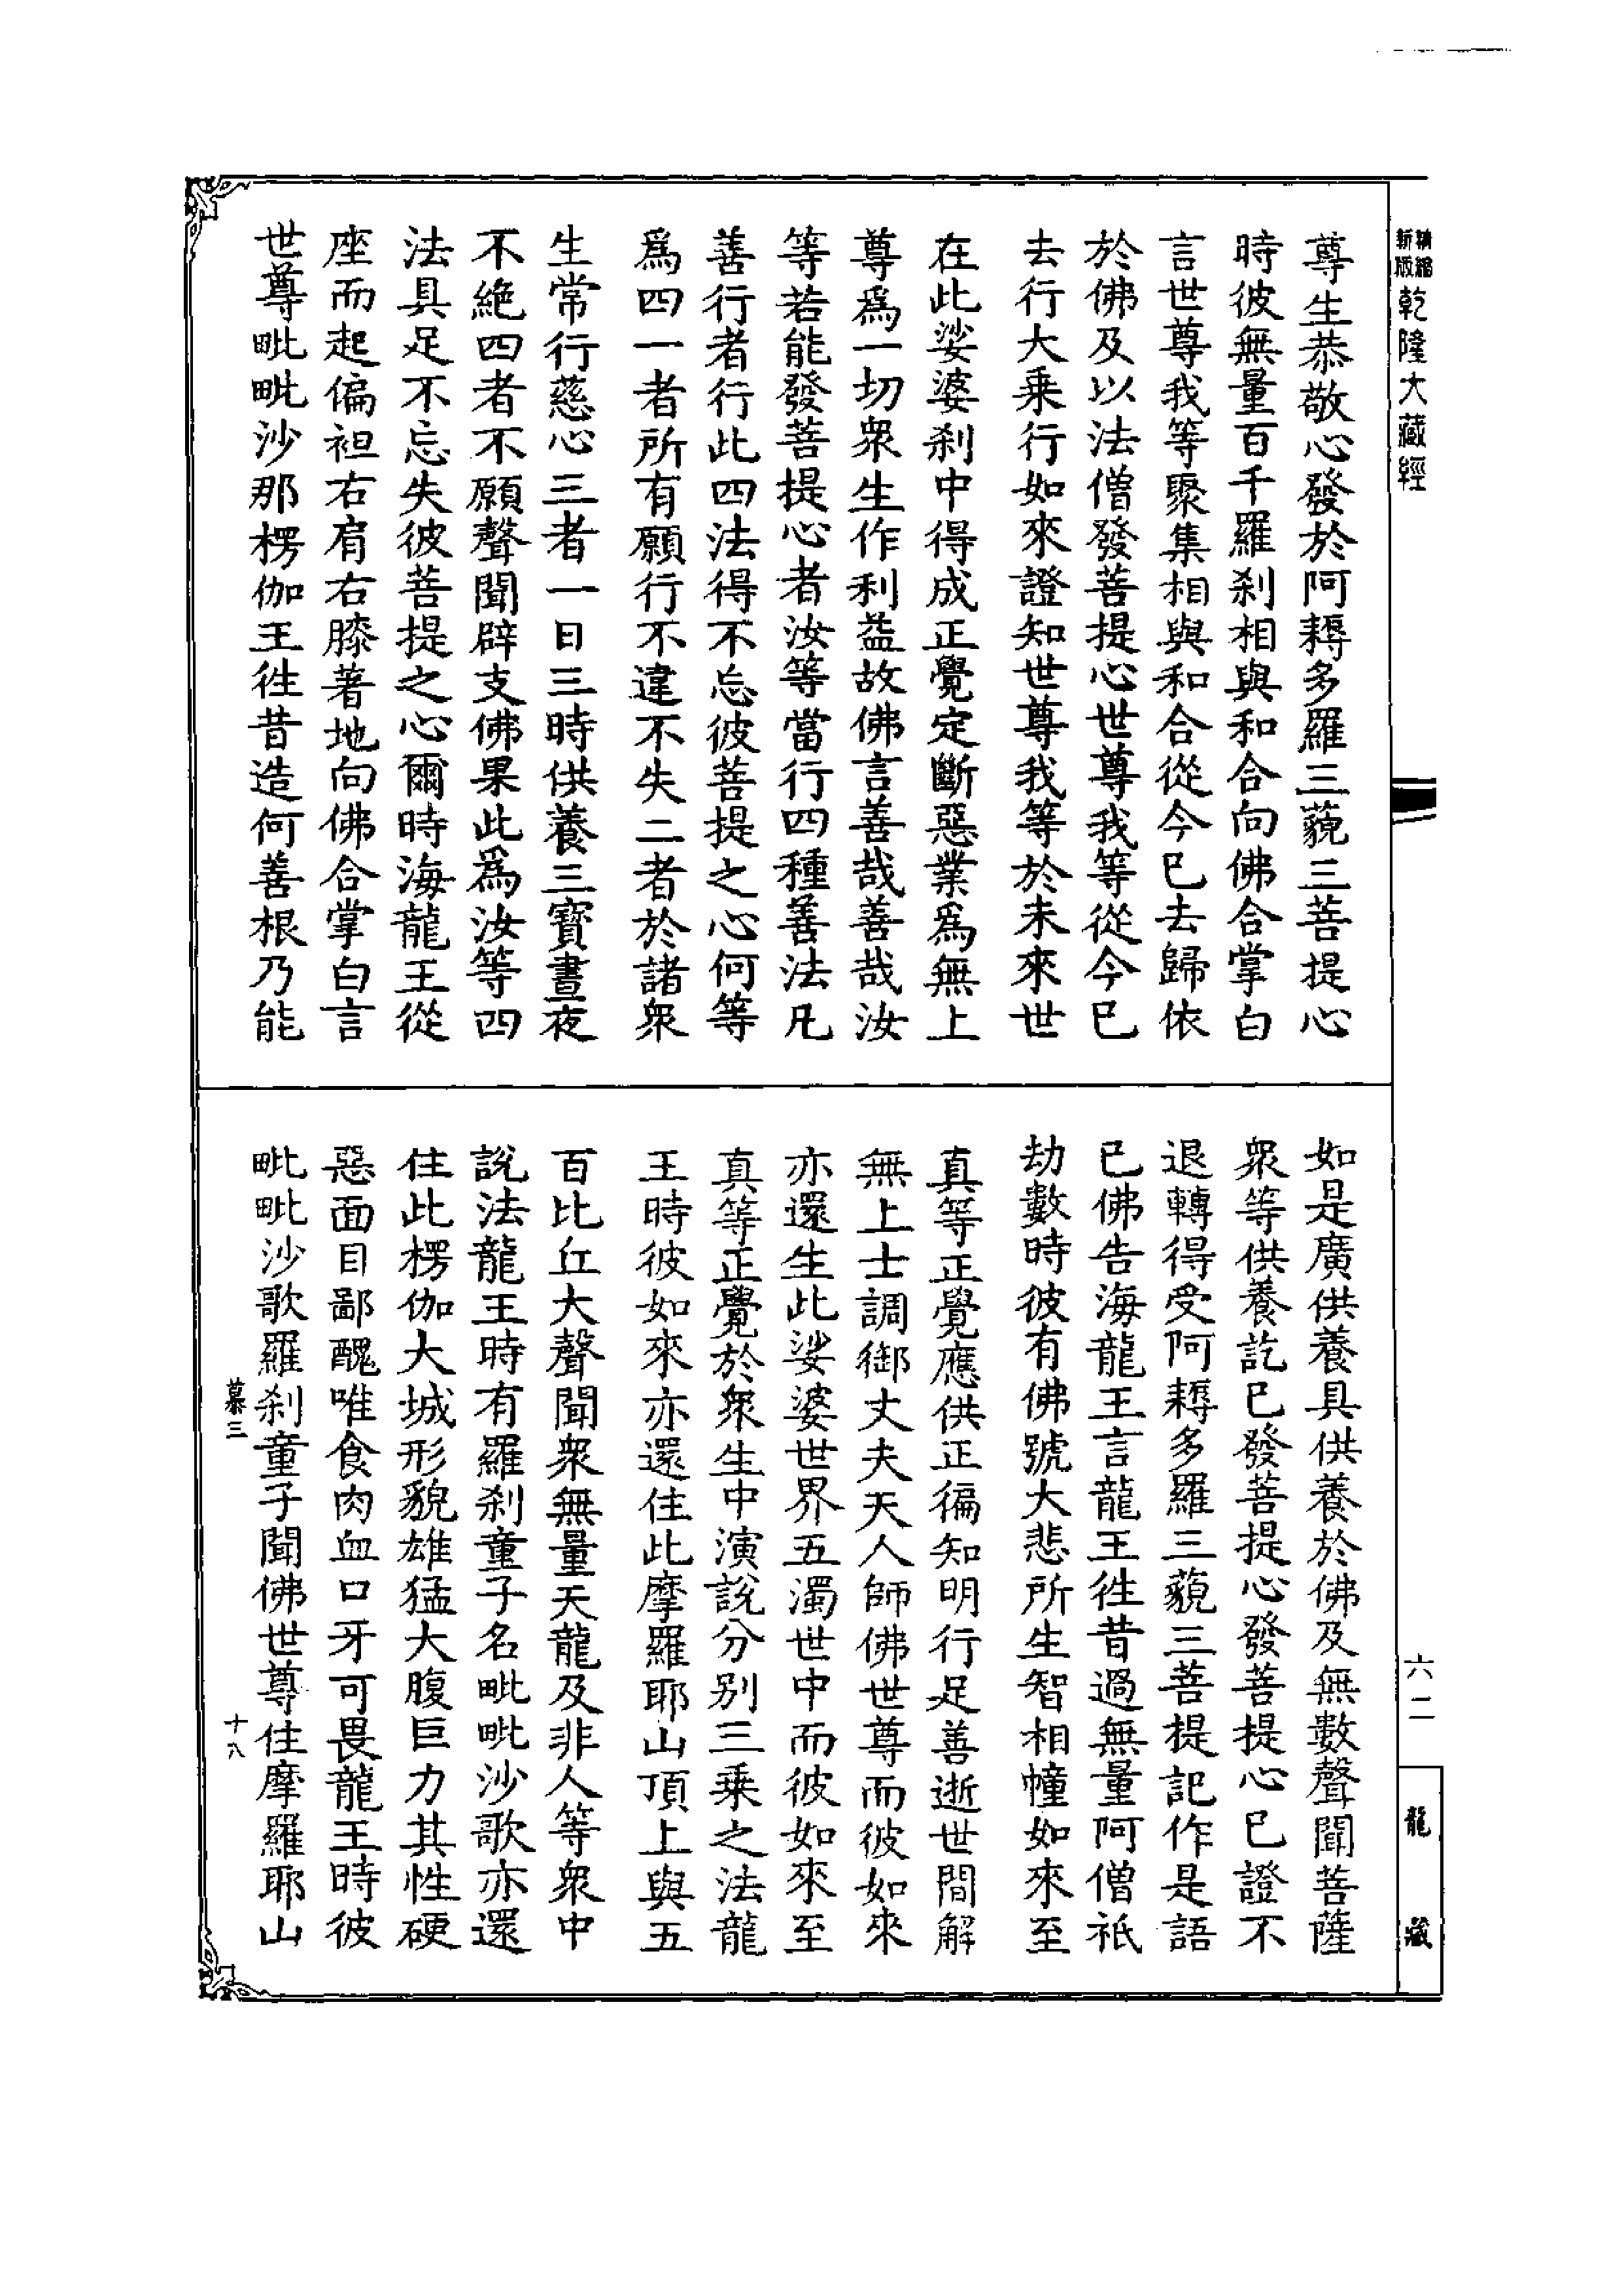 新版精縮乾隆大藏經
尊生恭敬心發於阿耨多羅三藐三菩提心
時彼無量百千羅剎相與和合向佛合掌白
言世尊我等聚集相與和合從今已去歸依
於佛及以法僧發菩提心世尊我等從今已
去行大乘行如來證知世尊我等於未來世
在此娑婆剎中得成正覺定斷惡業爲無上
尊爲一切衆生作利益故佛言善哉善哉汝
等若能發菩提心者汝等當行四種善法凡
善行者行此四法得不忘彼菩提之心何等
爲四一者所有願行不違不失二者於諸衆
生常行慈心三者一日三時供養三寶晝夜
不絶四者不願聲聞辟支佛果此爲汝等四
法具足不忘失彼菩提之心爾時海龍王從
座而起偏袒右肩右膝著地向佛合掌白言
世尊毗毗沙那楞伽王徃昔造何善根乃能
如是廣供養具供養於佛及無數聲聞菩薩
衆等供養訖已發菩提心發菩提心已證不
退轉得受阿耨多羅三藐三菩提記作是語
已佛告海龍王言龍王徃昔過無量阿僧祇
劫數時彼有佛號大悲所生智相幢如來至
真等正覺應供正徧知明行足善逝世間解
無上士調御丈夫天人師佛世尊而彼如來
亦還生此娑婆世界五濁世中而彼如來至
真等正覺於衆生中演說分别三乘之法龍
王時彼如來亦還住此摩羅耶山頂上與五
百比丘大聲聞衆無量天龍及非人等衆中
說法龍王時有羅剎童子名毗毗沙歌亦還
住此楞伽大城形貌雄猛大腹巨力其性硬
惡面目鄙醜唯食肉血口牙可畏龍王時彼
毗毗沙歌羅剎童子聞佛世尊住摩羅耶山
慕三
十八
六二
龍藏